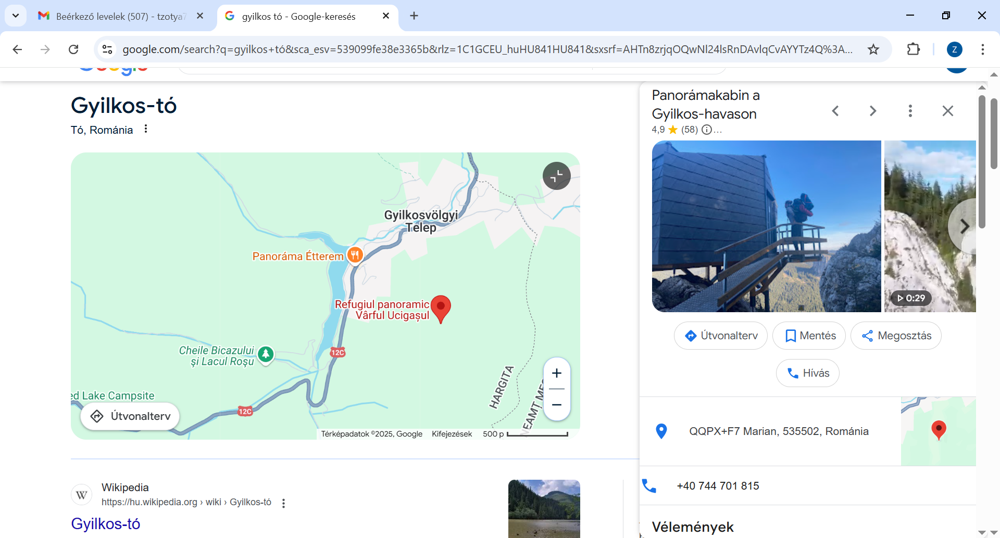 Beérkező levelek (507) - tzotya7
gyilkos tó - Google-keresés
google.com/search?q=gyilkos+tó&sca_esv=539099fe38e3365b&rlz=1C1GCEU_huHU841HU841&sxsrf=AHTn8zrjqOQwNl24lsRnDAvlqCvAYYTz4Q%3A...
Z
Gyilkos-tó
Tó, Románia
Gyilkosvölgyi
Telep
Panoráma Étterem
Refugiul panoramic
Vârful Ucigașul
Cheile Bicazului
și Lacul Roșu
12C
HARGITA
NEAMȚ
ed Lake Campsite
12C
Útvonalterv
Térképadatok ©2025, Google
Kifejezések
500 p
Wikipedia
https://hu.wikipedia.org › wiki › Gyilkos-tó
Gyilkos-tó
Panorámakabin a
Gyilkos-havason
4,9 (58) ...
0:29
Útvonalterv
Mentés
Megosztás
Hívás
QQPX+F7 Marian, 535502, Románia
+40 744 701 815
Vélemények